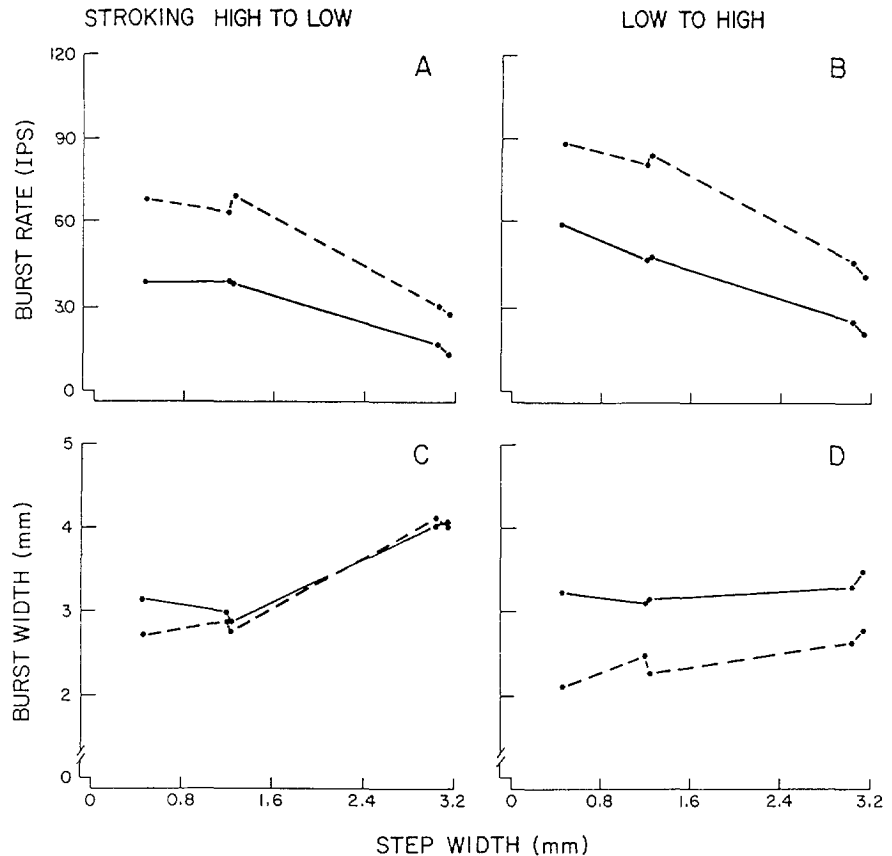 STROKING HIGH TO LOW
LOW TO HIGH
A
B
120
90
60
30
0
BURST RATE (IPS)
C
D
5
4
3
2
0
BURST WIDTH (mm)
0 0.8 1.6 2.4 3.2
0 0.8 1.6 2.4 3.2
STEP WIDTH (mm)